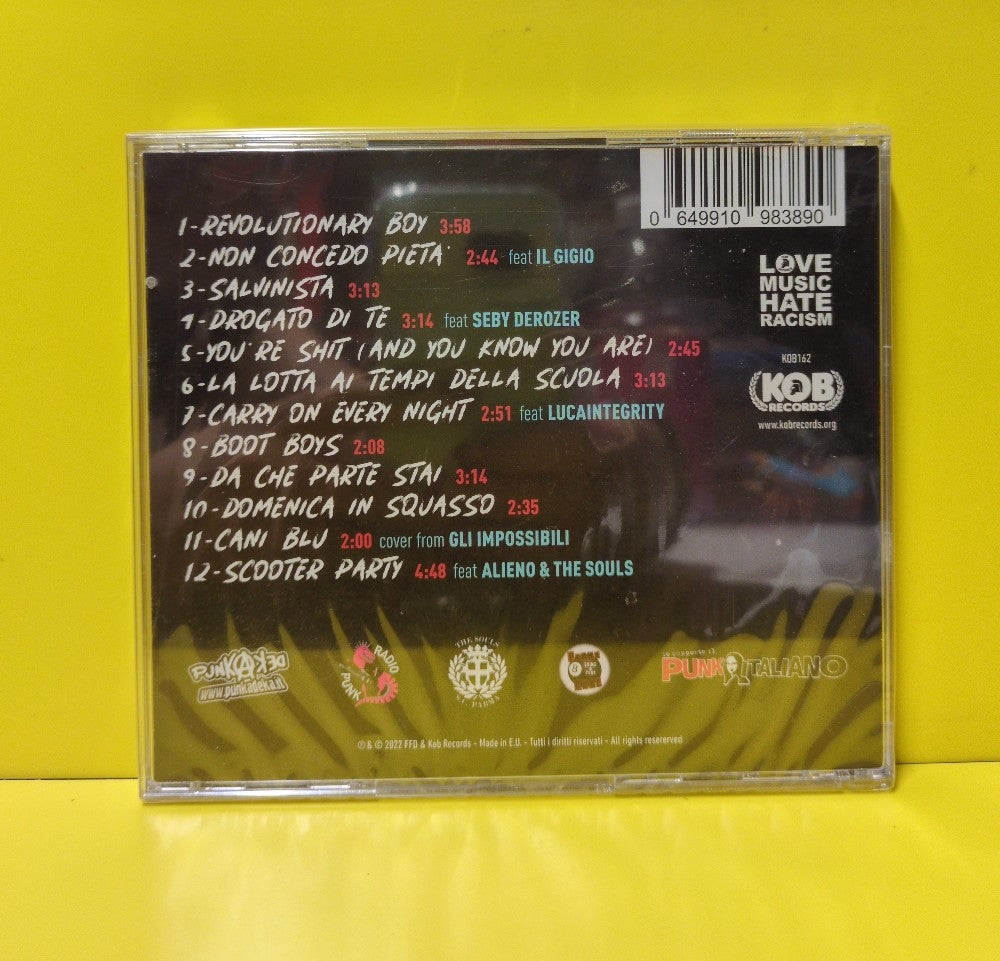 1-REVOLUTIONARY BOY 3:58
2-NON CONCEDO PIETA' 2:44 feat IL GIGIO
3-SALVINISTA 3:13
4-DROGATO DI TE 3:14 feat SEBY DEROZER
5-YOU'RE SHIT (AND YOU KNOW YOU ARE) 2:45
6-LA LOTTA AI TEMPI DELLA SCUOLA 3:13
7-CARRY ON EVERY NIGHT 2:51 feat LUCAINTEGRITY
8-BOOT BOYS 2:08
9-DA CHE PARTE STAI 3:14
10-DOMENICA IN SQUASSO 2:35
11-CANI BLU 2:00 cover from GLI IMPOSSIBILI
12-SCOOTER PARTY 4:48 feat ALIENO & THE SOULS
0 649910 983890
LOVE
MUSIC
HATE
RACISM
KOB162
KOB
RECORDS
www.kobrecords.org
PUNKADEKA
www.punkadeka.it
RADIO
PUNK
THE SOULS
S.C. PARMA
io supporto il
PUNK ITALIANO
℗ & © 2022 FFD & Kob Records - Made in E.U. - Tutti i diritti riservati - All rights resererved